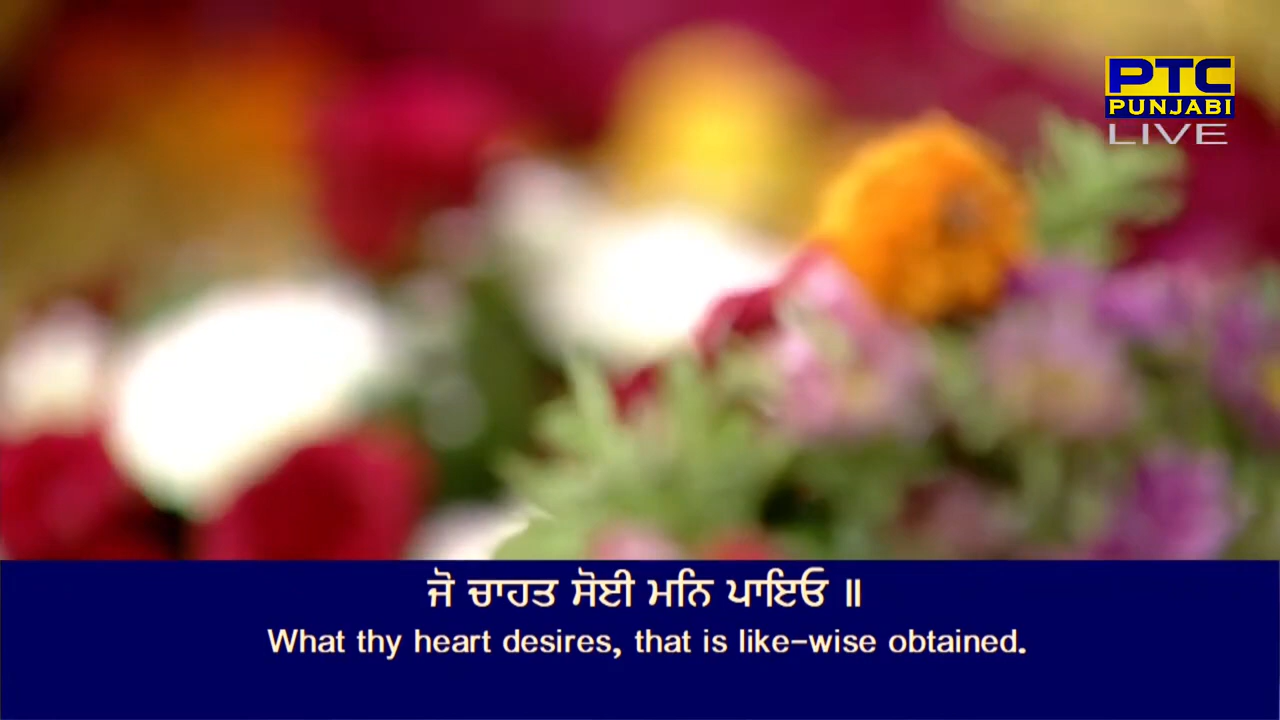 PTC
PUNJABI
LIVE
ਜੋ ਚਾਹਤ ਸੋਈ ਮਨਿ ਪਾਇਓ ॥
What thy heart desires, that is like-wise obtained.